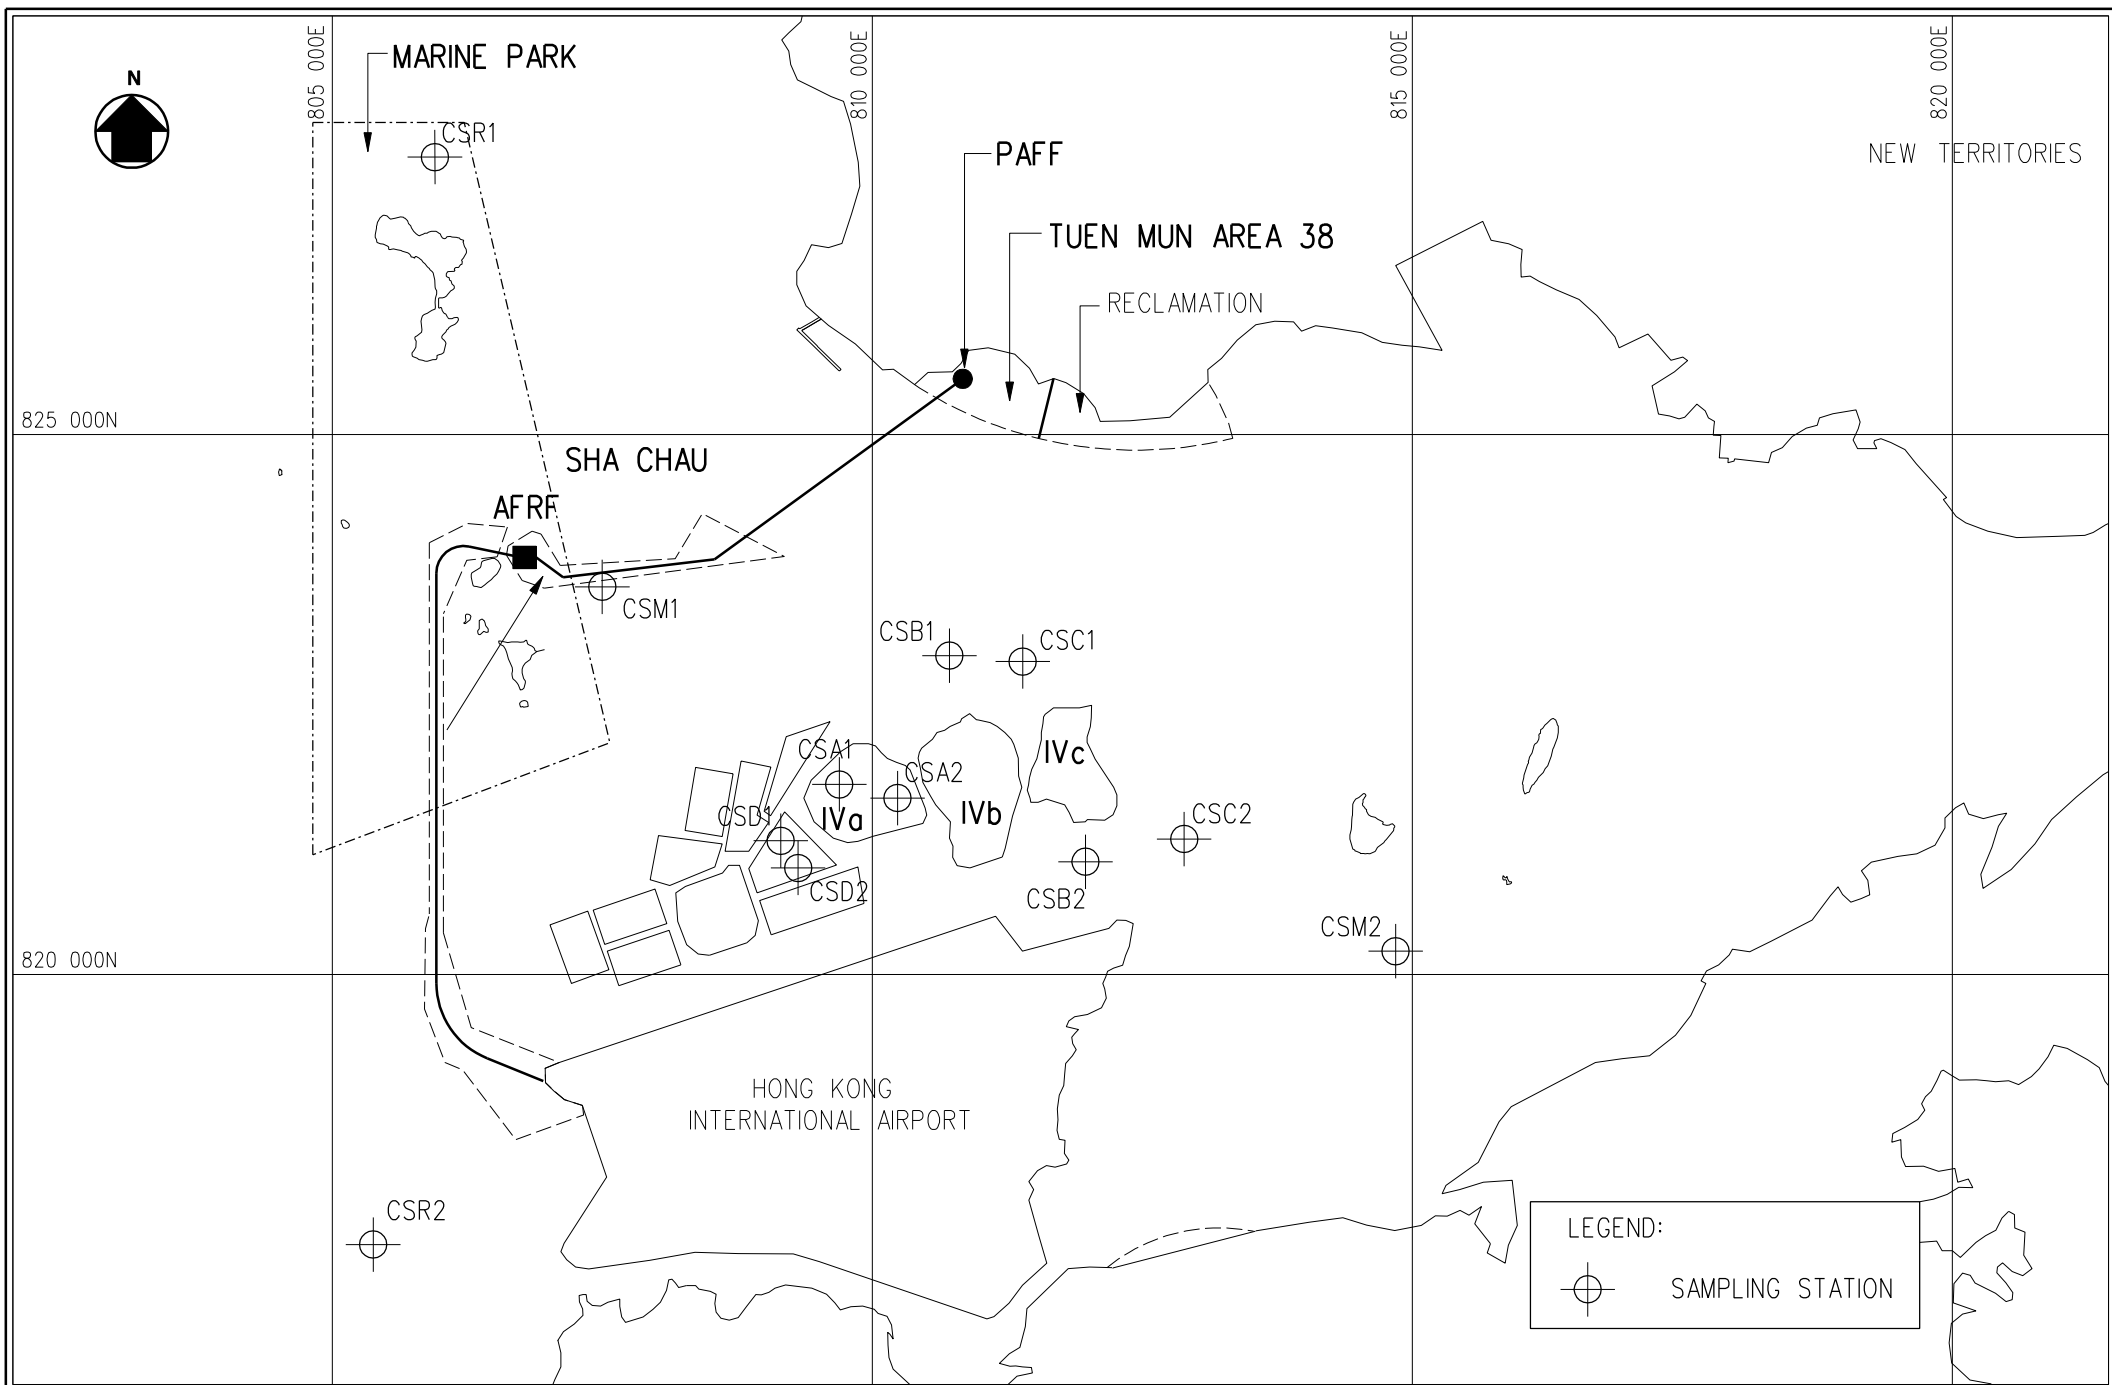 805 000E
810 000E
815 000E
820 000E
MARINE PARK
N
CSR1
PAFF
NEW TERRITORIES
TUEN MUN AREA 38
RECLAMATION
825 000N
SHA CHAU
AFRF
CSM1
CSB1
CSC1
CSA1
IVc
CSA2
CSD1
IVa
IVb
CSC2
CSD2
CSB2
CSM2
820 000N
HONG KONG
INTERNATIONAL AIRPORT
CSR2
LEGEND:
SAMPLING STATION